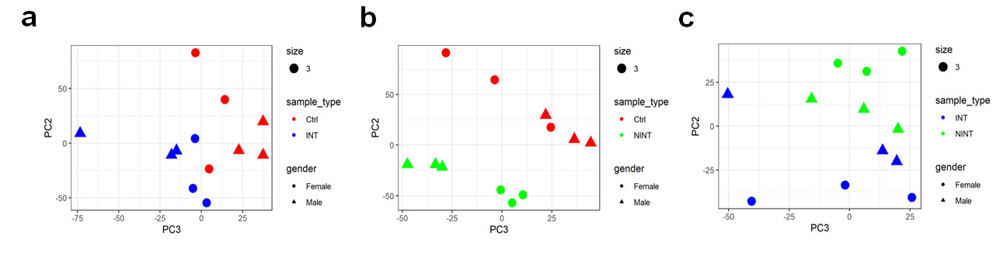 a
size
3
sample_type
Ctrl
INT
gender
Female
Male
PC2
50
0
-50
-75
-50
-25
0
25
PC3
b
size
3
sample_type
Ctrl
NINT
gender
Female
Male
PC2
50
0
-50
-50
-25
0
25
PC3
c
size
3
sample_type
INT
NINT
gender
Female
Male
PC2
25
0
-25
-50
-25
0
25
PC3